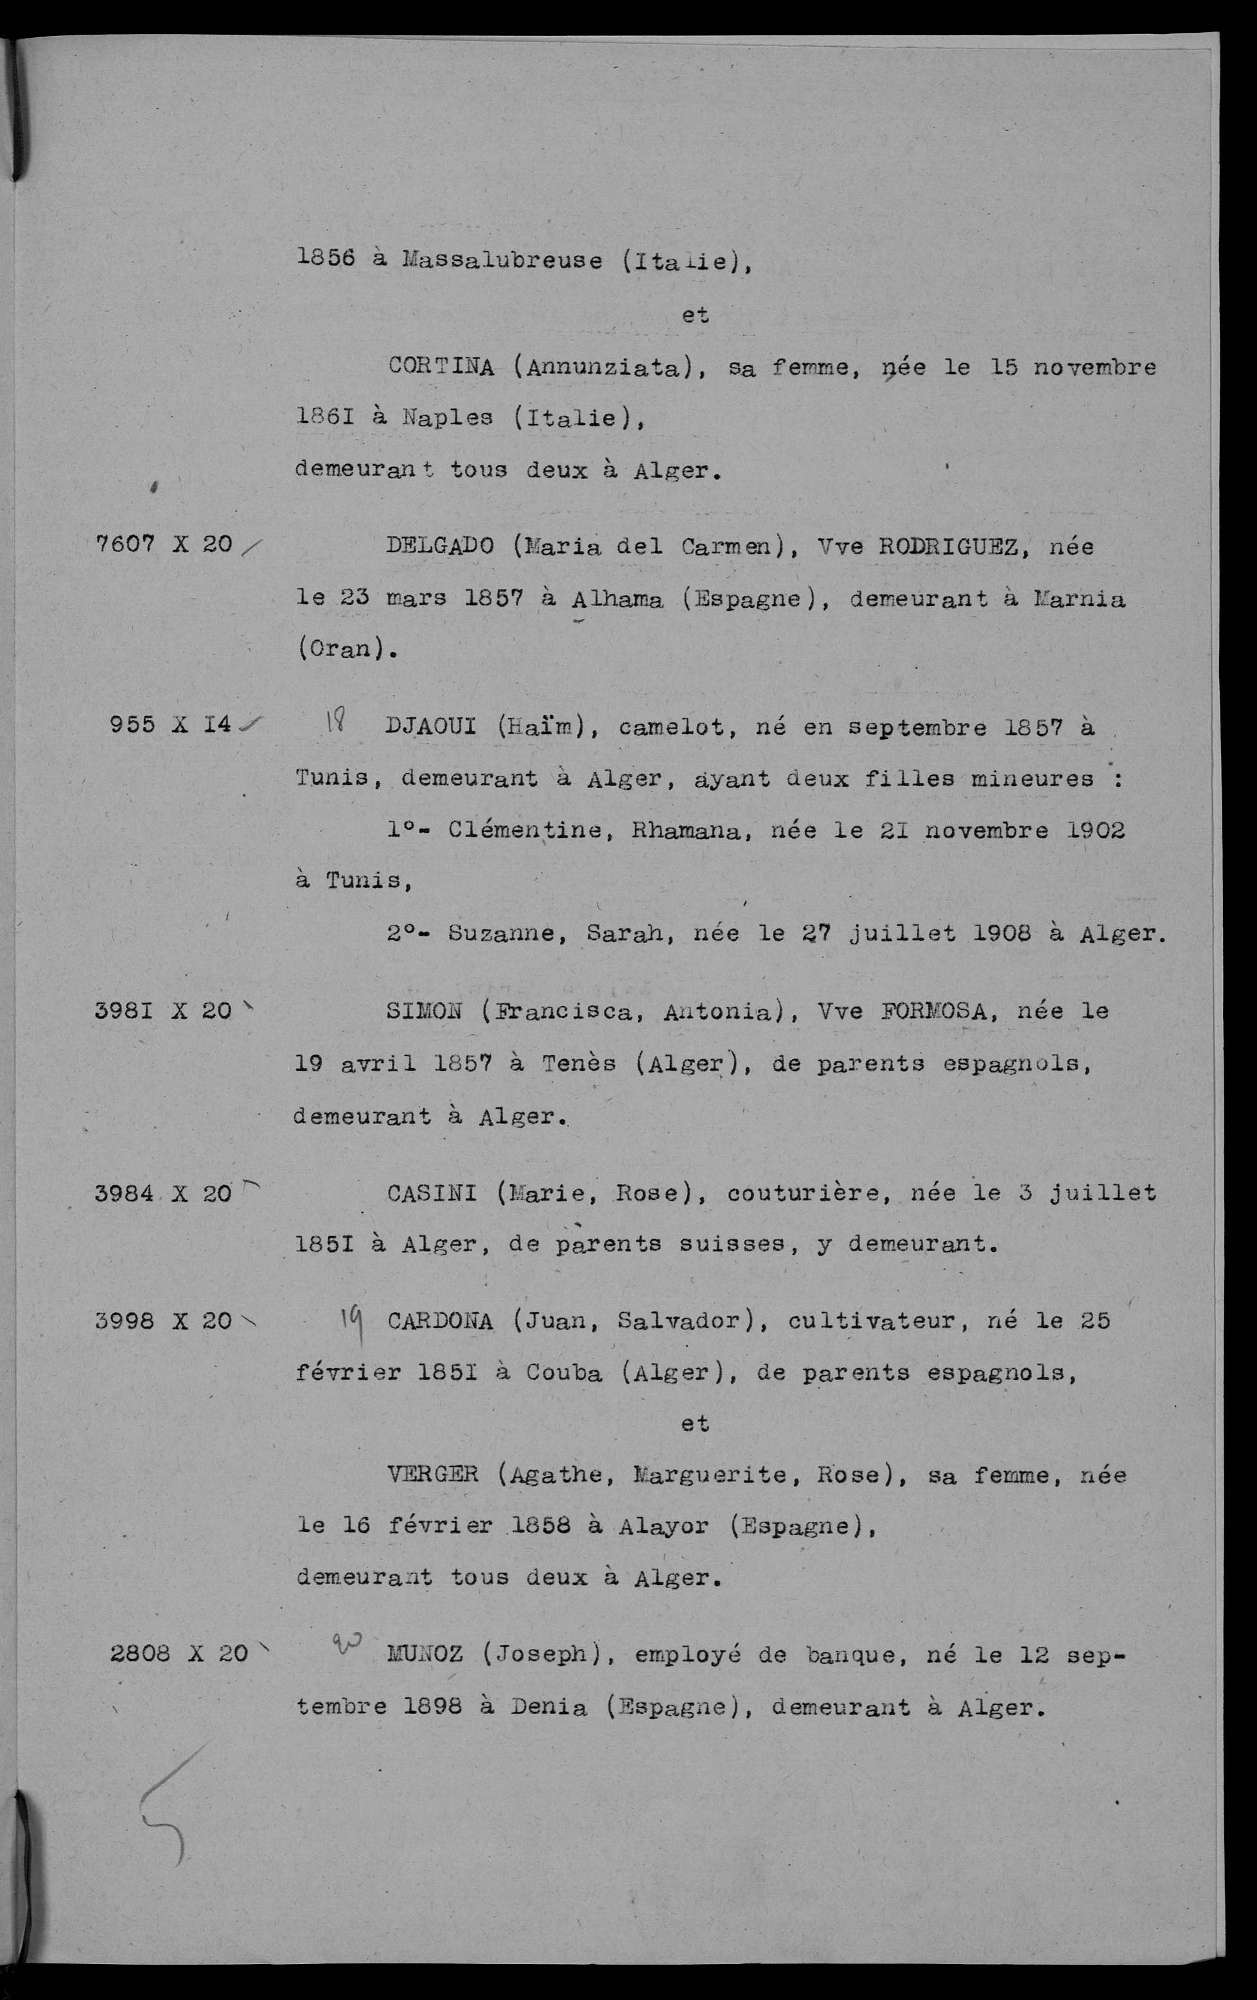 1856 à Massalubreuse (Italie),
et
CORTINA (Annunziata), sa femme, née le 15 novembre
186I à Naples (Italie),
demeurant tous deux à Alger.
7607 X 20 DELGADO (Maria del Carmen), Vve RODRIGUEZ, née
le 23 mars 1857 à Alhama (Espagne), demeurant à Marnia
(Oran).
955 X I4 18 DJAOUI (Haïm), camelot, né en septembre 1857 à
Tunis, demeurant à Alger, ayant deux filles mineures :
1°- Clémentine, Rhamana, née le 2I novembre 1902
à Tunis,
2°- Suzanne, Sarah, née le 27 juillet 1908 à Alger.
398I X 20 SIMON (Francisca, Antonia), Vve FORMOSA, née le
19 avril 1857 à Tenès (Alger), de parents espagnols,
demeurant à Alger.
3984 X 20 CASINI (Marie, Rose), couturière, née le 3 juillet
185I à Alger, de parents suisses, y demeurant.
3998 X 20 19 CARDONA (Juan, Salvador), cultivateur, né le 25
février 185I à Couba (Alger), de parents espagnols,
et
VERGER (Agathe, Marguerite, Rose), sa femme, née
le 16 février 1858 à Alayor (Espagne),
demeurant tous deux à Alger.
2808 X 20 20 MUNOZ (Joseph), employé de banque, né le 12 sep-
tembre 1898 à Denia (Espagne), demeurant à Alger.